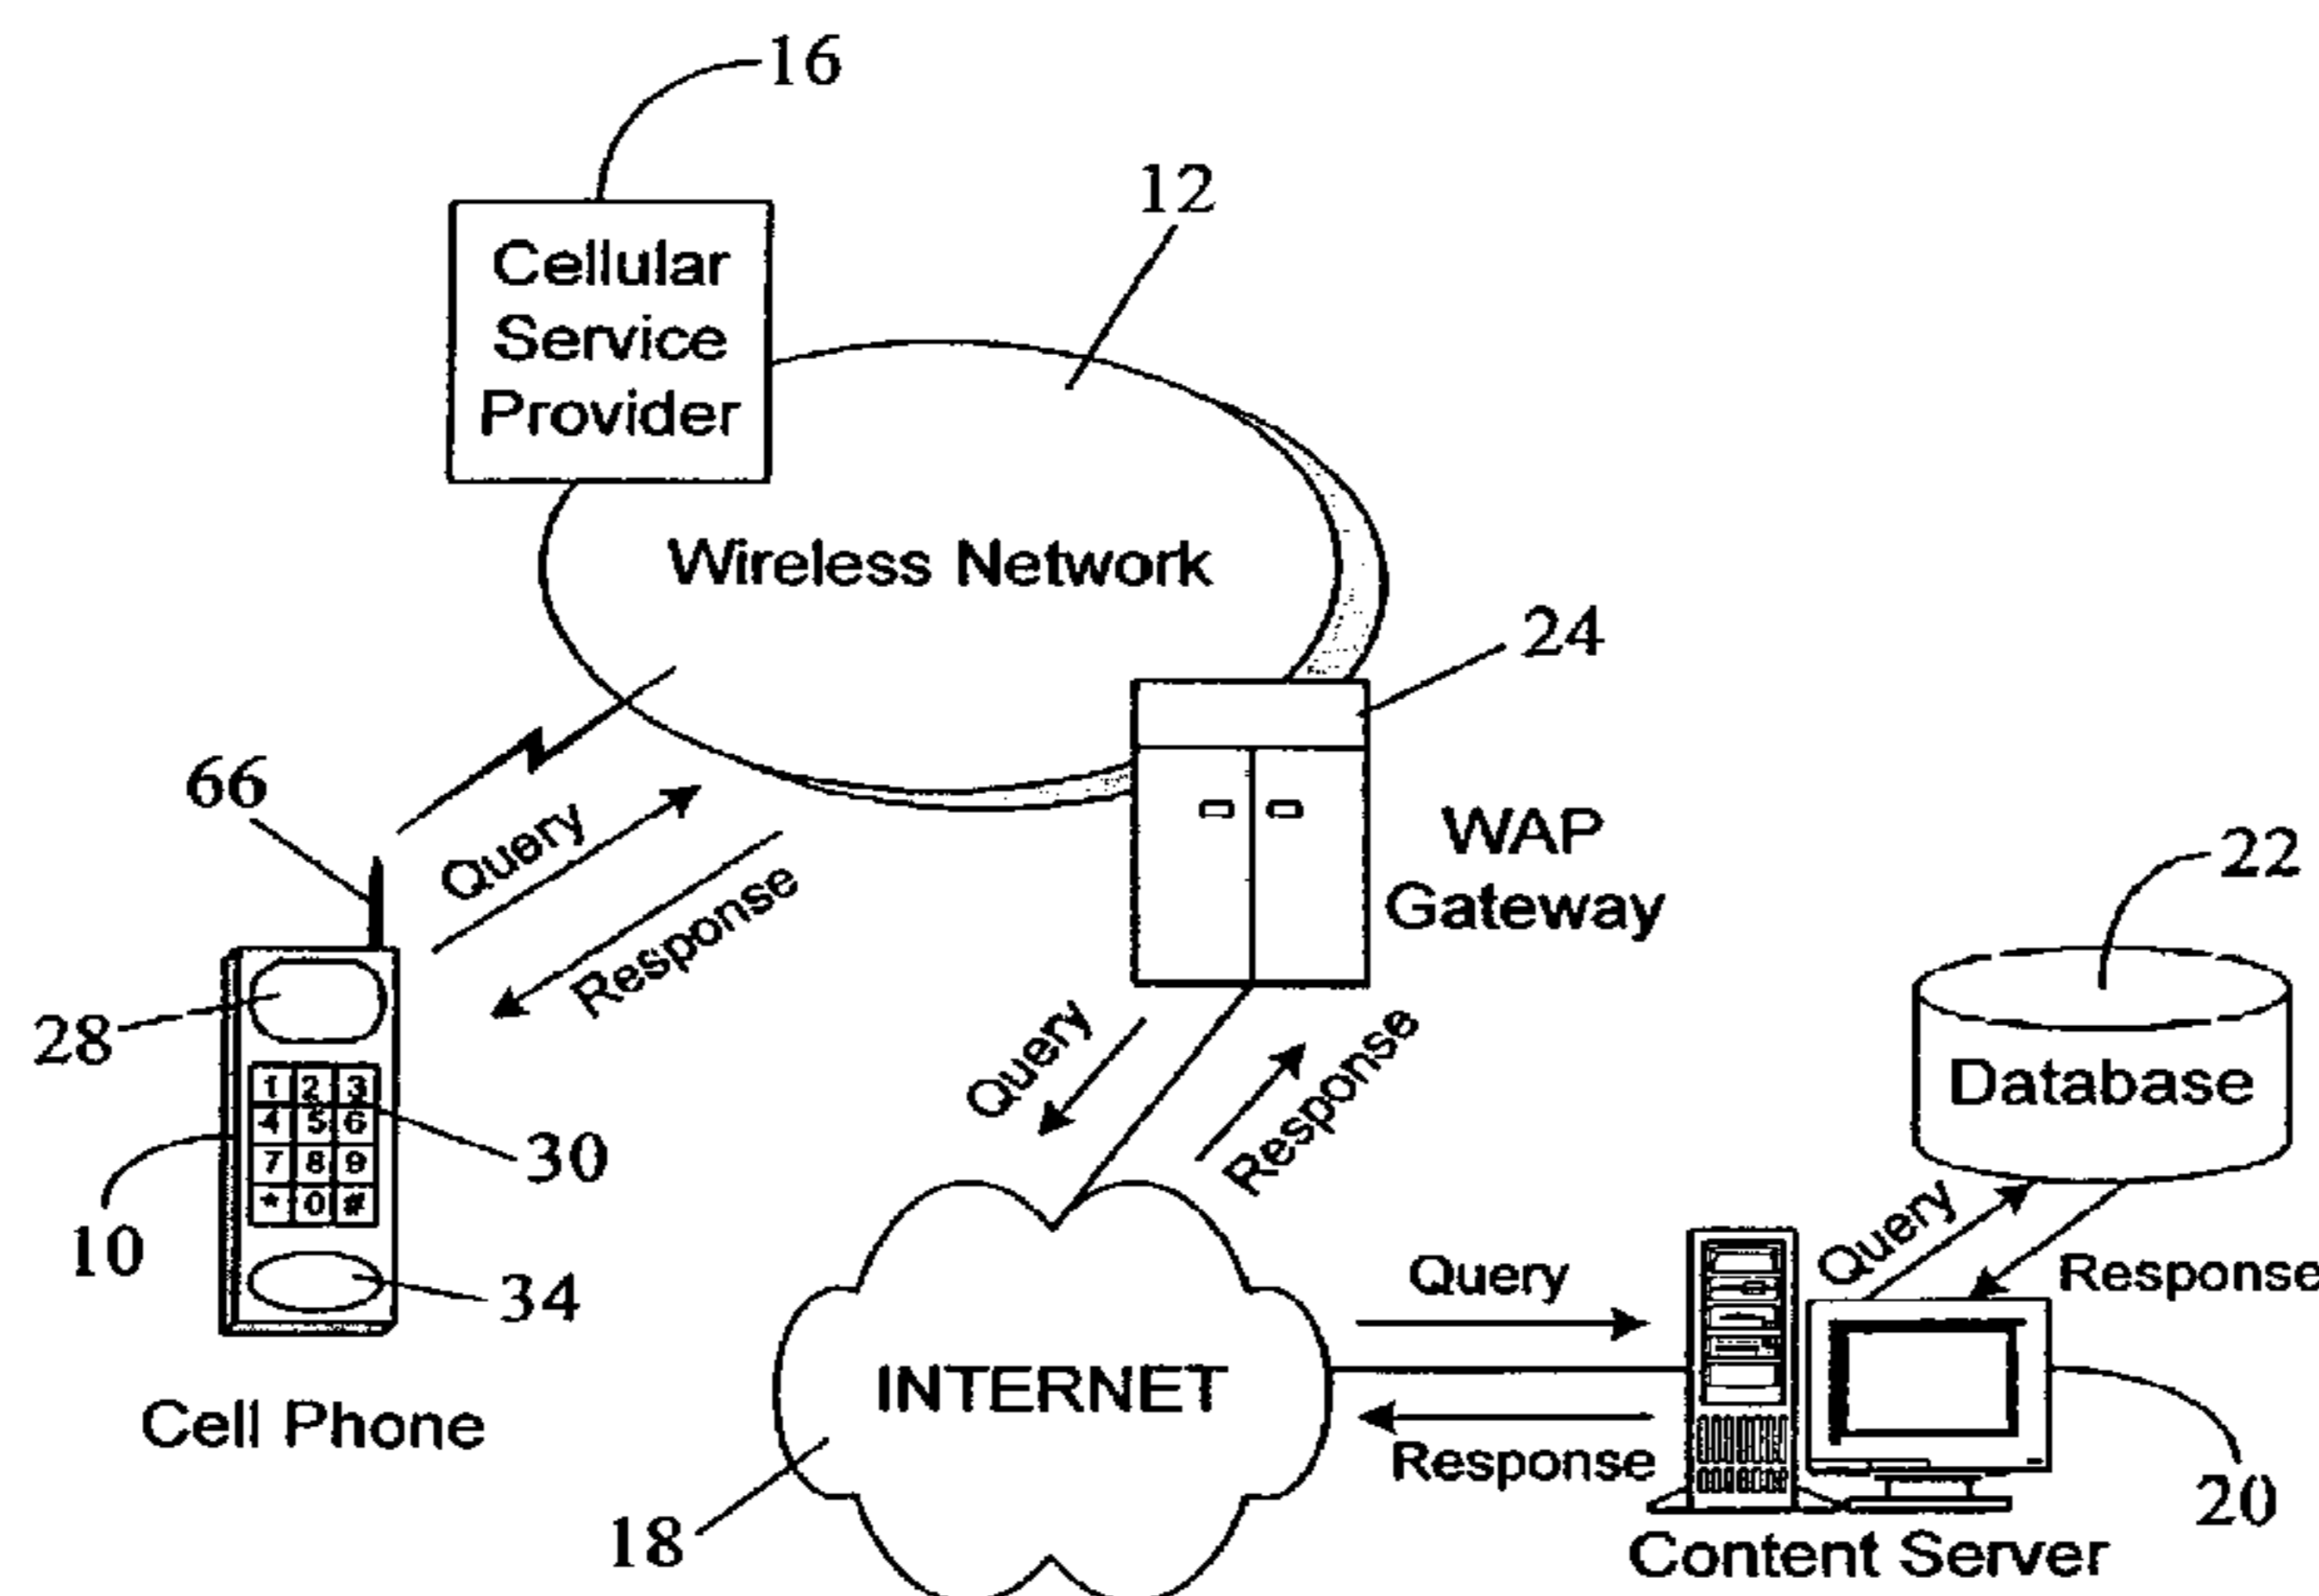 16
12
Cellular
Service
Provider
Wireless Network
24
66
Query
Response
WAP
Gateway
22
28
Database
1 2 3
4 5 6
7 8 9
* 0 #
30
10
34
Query
Response
Query
Response
Cell Phone
INTERNET
Query
Response
18
20
Content Server